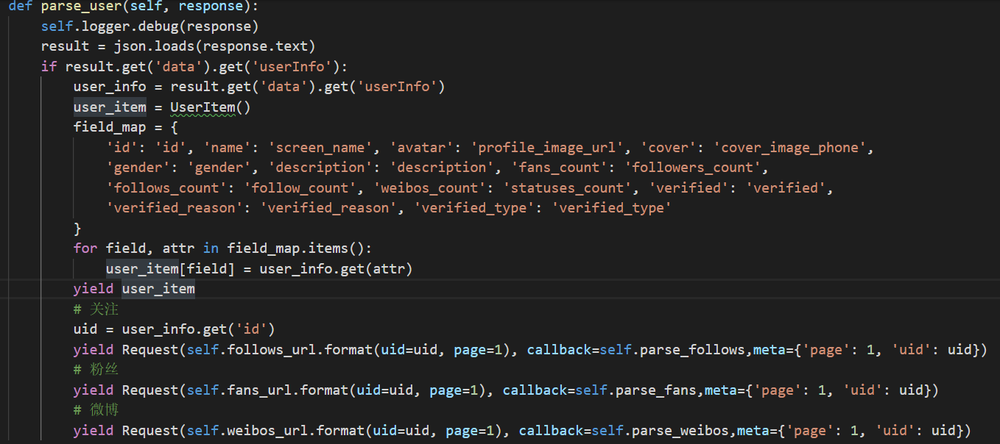 def parse_user(self, response):
    self.logger.debug(response)
    result = json.loads(response.text)
    if result.get('data').get('userInfo'):
        user_info = result.get('data').get('userInfo')
        user_item = UserItem()
        field_map = {
            'id': 'id', 'name': 'screen_name', 'avatar': 'profile_image_url', 'cover': 'cover_image_phone',
            'gender': 'gender', 'description': 'description', 'fans_count': 'followers_count',
            'follows_count': 'follow_count', 'weibos_count': 'statuses_count', 'verified': 'verified',
            'verified_reason': 'verified_reason', 'verified_type': 'verified_type'
        }
        for field, attr in field_map.items():
            user_item[field] = user_info.get(attr)
        yield user_item
        # 关注
        uid = user_info.get('id')
        yield Request(self.follows_url.format(uid=uid, page=1), callback=self.parse_follows,meta={'page': 1, 'uid': uid})
        # 粉丝
        yield Request(self.fans_url.format(uid=uid, page=1), callback=self.parse_fans,meta={'page': 1, 'uid': uid})
        # 微博
        yield Request(self.weibos_url.format(uid=uid, page=1), callback=self.parse_weibos,meta={'page': 1, 'uid': uid})